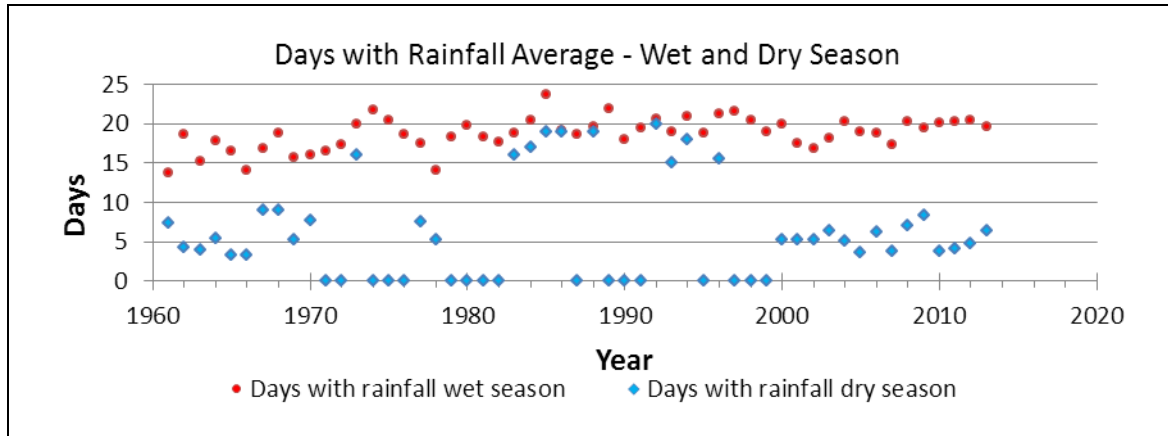 Days with Rainfall Average - Wet and Dry Season
25
20
15
10
5
0
Days
1960 1970 1980 1990 2000 2010 2020
Year
Days with rainfall wet season Days with rainfall dry season